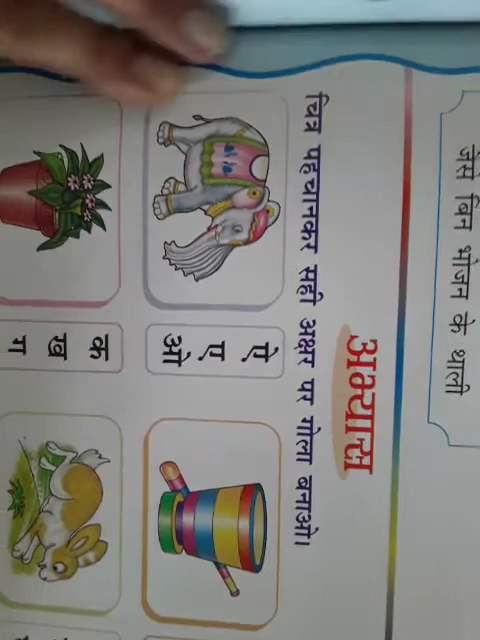 जैसे बिन भोजन के थाली
अभ्यास
चित्र पहचानकर सही अक्षर पर गोला बनाओ।
ऐ
ए
ओ
क
ख
ग